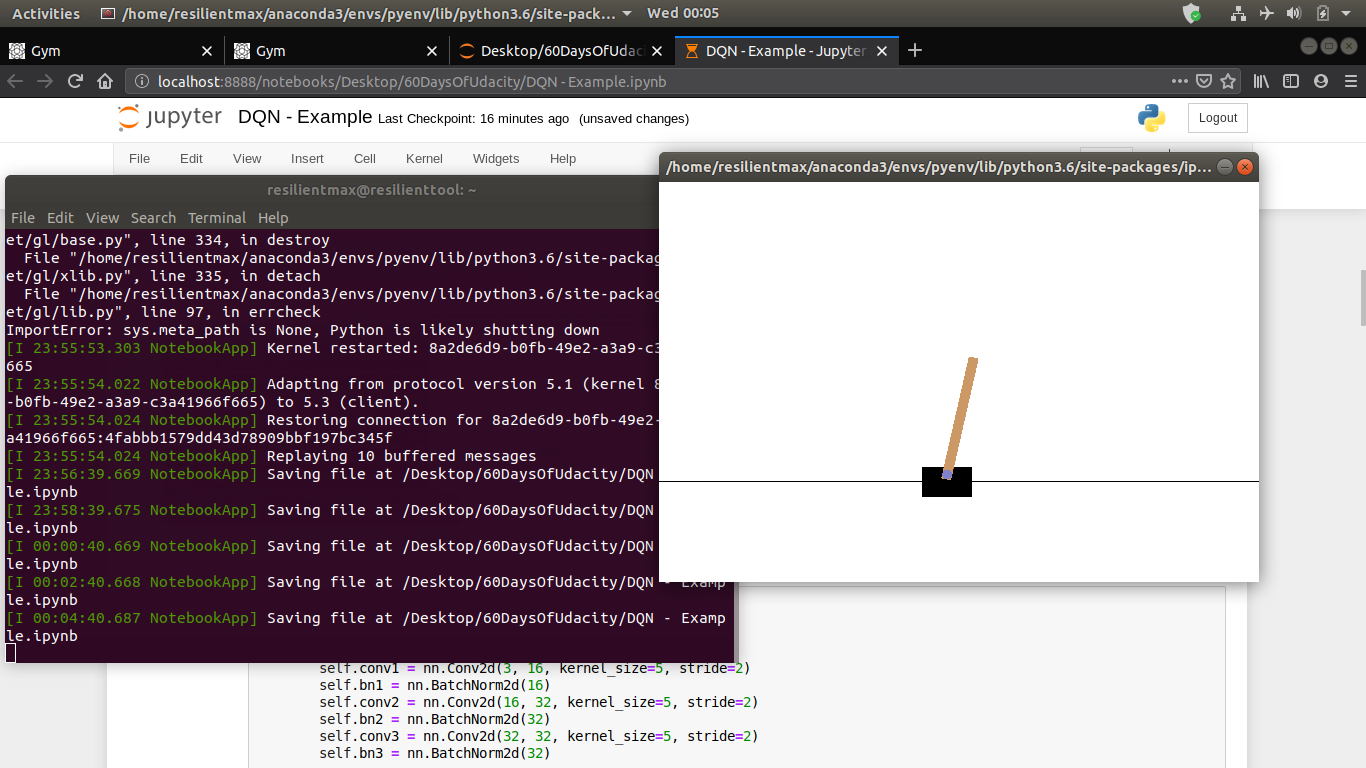 Activities
/home/resilientmax/anaconda3/envs/pyenv/lib/python3.6/site-pack…
Wed 00:05
Gym
Gym
Desktop/60DaysOfUdac
DQN - Example - Jupyter
localhost:8888/notebooks/Desktop/60DaysOfUdacity/DQN - Example.ipynb
jupyter
DQN - Example Last Checkpoint: 16 minutes ago (unsaved changes)
Logout
File Edit View Insert Cell Kernel Widgets Help
/home/resilientmax/anaconda3/envs/pyenv/lib/python3.6/site-packages/ip…
resilientmax@resilienttool: ~
File Edit View Search Terminal Help
et/gl/base.py", line 334, in destroy
File "/home/resilientmax/anaconda3/envs/pyenv/lib/python3.6/site-packag
et/gl/xlib.py", line 335, in detach
File "/home/resilientmax/anaconda3/envs/pyenv/lib/python3.6/site-packag
et/gl/lib.py", line 97, in errcheck
ImportError: sys.meta_path is None, Python is likely shutting down
[I 23:55:53.303 NotebookApp] Kernel restarted: 8a2de6d9-b0fb-49e2-a3a9-c3
665
[I 23:55:54.022 NotebookApp] Adapting from protocol version 5.1 (kernel 8
-b0fb-49e2-a3a9-c3a41966f665) to 5.3 (client).
[I 23:55:54.024 NotebookApp] Restoring connection for 8a2de6d9-b0fb-49e2-
a41966f665:4fabbb1579dd43d78909bbf197bc345f
[I 23:55:54.024 NotebookApp] Replaying 10 buffered messages
[I 23:56:39.669 NotebookApp] Saving file at /Desktop/60DaysOfUdacity/DQN
le.ipynb
[I 23:58:39.675 NotebookApp] Saving file at /Desktop/60DaysOfUdacity/DQN
le.ipynb
[I 00:00:40.669 NotebookApp] Saving file at /Desktop/60DaysOfUdacity/DQN
le.ipynb
[I 00:02:40.668 NotebookApp] Saving file at /Desktop/60DaysOfUdacity/DQN - Examp
le.ipynb
[I 00:04:40.687 NotebookApp] Saving file at /Desktop/60DaysOfUdacity/DQN - Examp
le.ipynb
self.conv1 = nn.Conv2d(3, 16, kernel_size=5, stride=2)
self.bn1 = nn.BatchNorm2d(16)
self.conv2 = nn.Conv2d(16, 32, kernel_size=5, stride=2)
self.bn2 = nn.BatchNorm2d(32)
self.conv3 = nn.Conv2d(32, 32, kernel_size=5, stride=2)
self.bn3 = nn.BatchNorm2d(32)